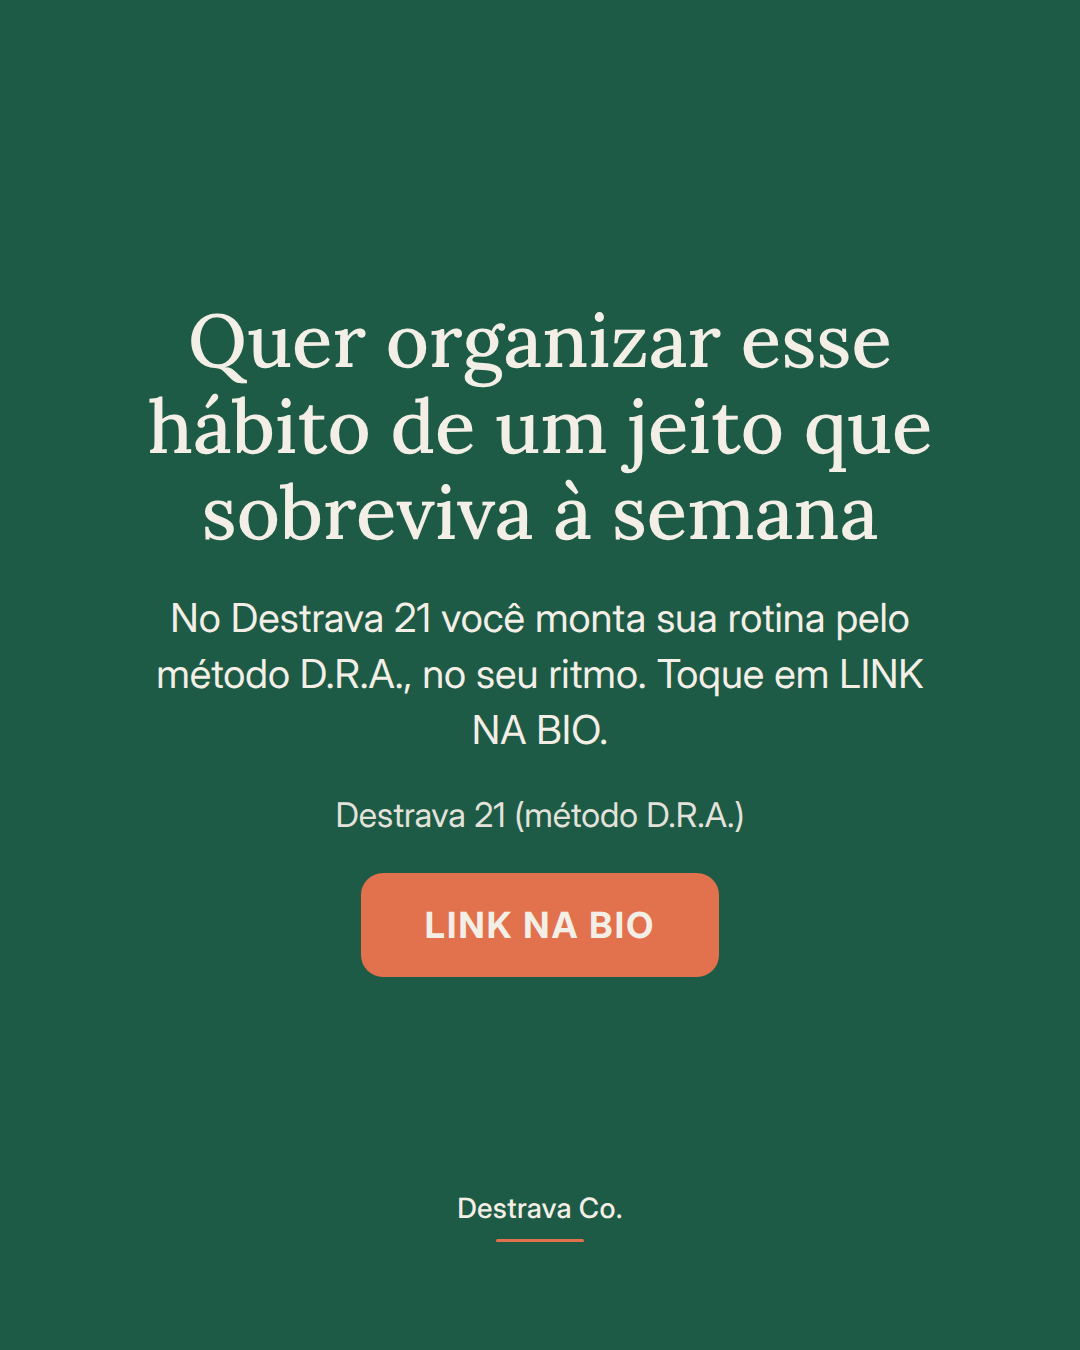 Quer organizar esse
hábito de um jeito que
sobreviva à semana
No Destrava 21 você monta sua rotina pelo
método D.R.A., no seu ritmo. Toque em LINK
NA BIO.
Destrava 21 (método D.R.A.)
LINK NA BIO
Destrava Co.